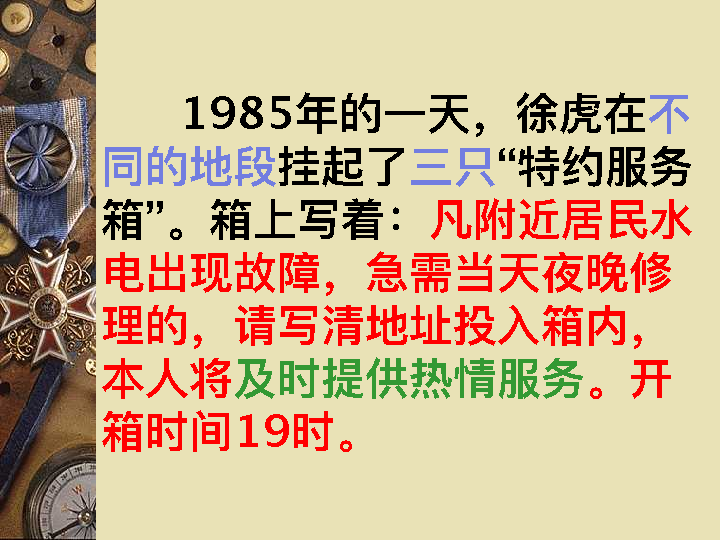 1985年的一天，徐虎在不
同的地段挂起了三只“特约服务
箱”。箱上写着：凡附近居民水
电出现故障，急需当天夜晚修
理的，请写清地址投入箱内，
本人将及时提供热情服务。开
箱时间19时。